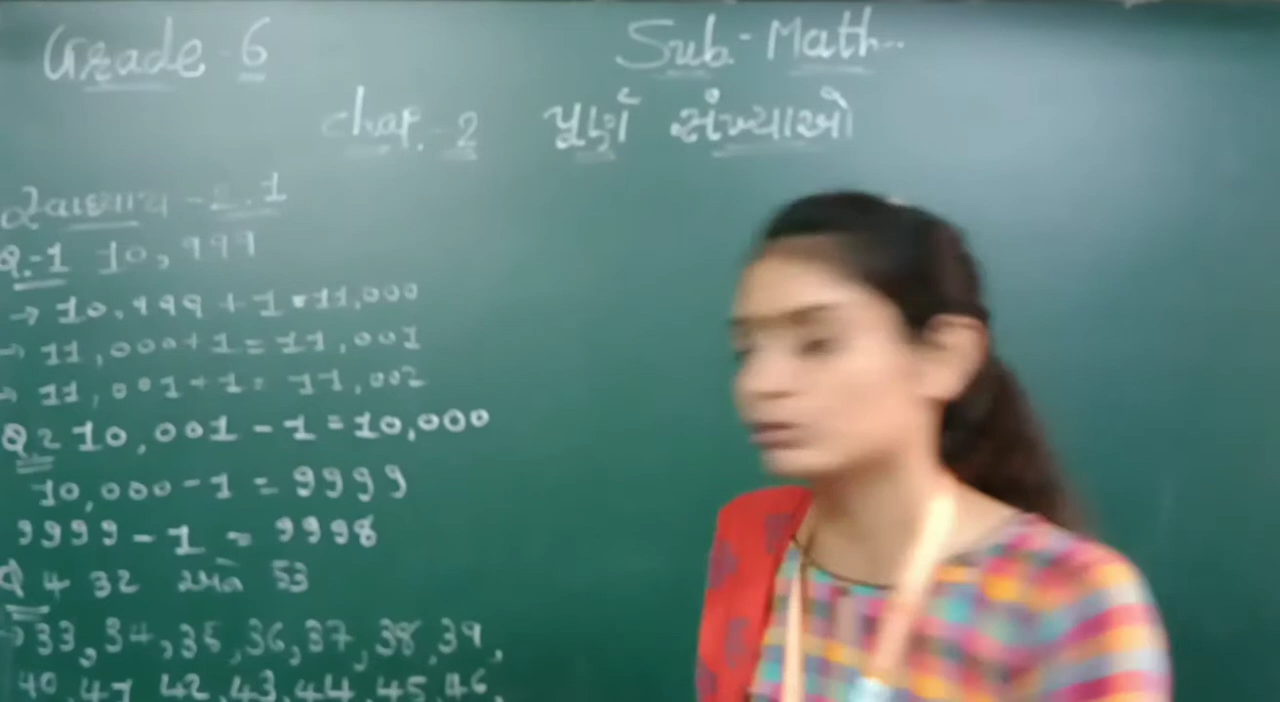 Grade - 6
Sub - Math..
chap. - 2 પૂર્ણ સંખ્યાઓ
સ્વાધ્યાય - 2.1
Q.-1 10,999
→ 10,999 + 1 = 11,000
→ 11,000 + 1 = 11,001
→ 11,001 + 1 = 11,002
Q 2 10,001 - 1 = 10,000
10,000 - 1 = 9999
9999 - 1 = 9998
Q 4 32 અને 53
→ 33, 34, 35, 36, 37, 38, 39,
40, 41, 42, 43, 44, 45, 46,